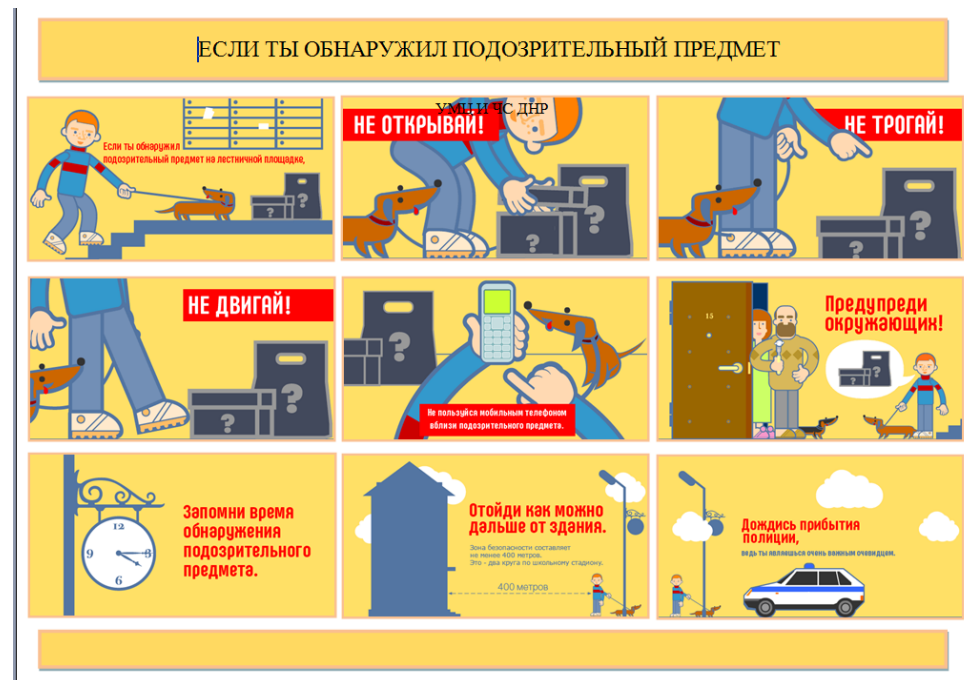 ЕСЛИ ТЫ ОБНАРУЖИЛ ПОДОЗРИТЕЛЬНЫЙ ПРЕДМЕТ
УМЦ И ЧС ДНР
Если ты обнаружил
подозрительный предмет на лестничной площадке,
? ?
НЕ ОТКРЫВАЙ!
? ?
НЕ ТРОГАЙ!
? ?
НЕ ДВИГАЙ!
? ?
?
Не пользуйся мобильным телефоном
вблизи подозрительного предмета.
15
Предупреди
окружающих!
12
9 3
6
Запомни время
обнаружения
подозрительного
предмета.
Отойди как можно
дальше от здания.
Зона безопасности составляет
не менее 400 метров.
Это - два круга по школьному стадиону.
400 метров
Дождись прибытия
полиции,
ведь ты являешься очень важным очевидцем.